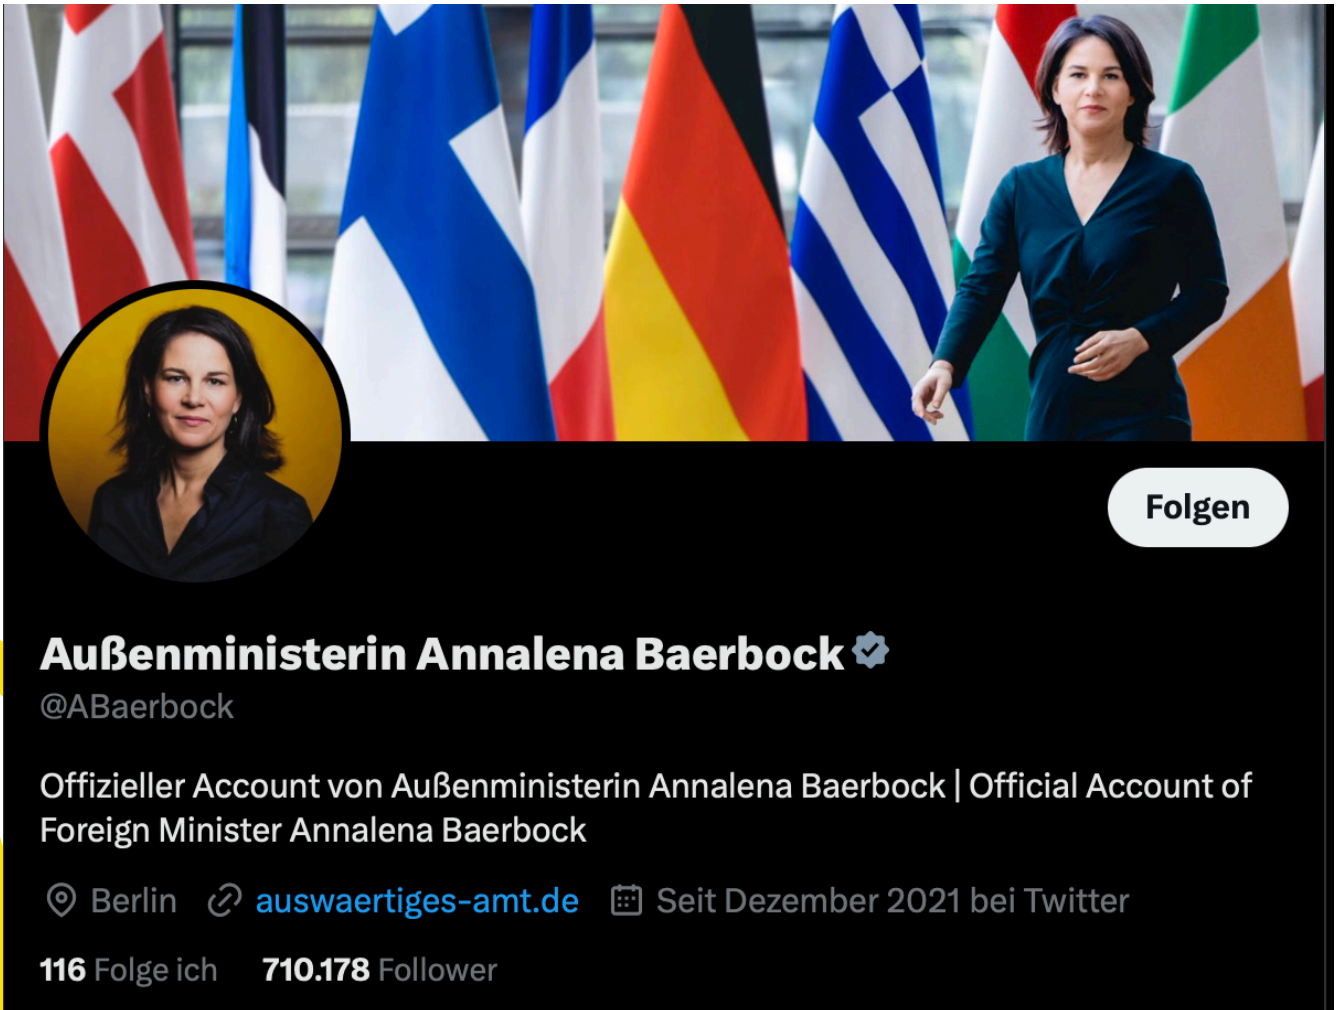 Folgen
Außenministerin Annalena Baerbock
@ABaerbock
Offizieller Account von Außenministerin Annalena Baerbock | Official Account of
Foreign Minister Annalena Baerbock
Berlin auswaertiges-amt.de Seit Dezember 2021 bei Twitter
116 Folge ich 710.178 Follower